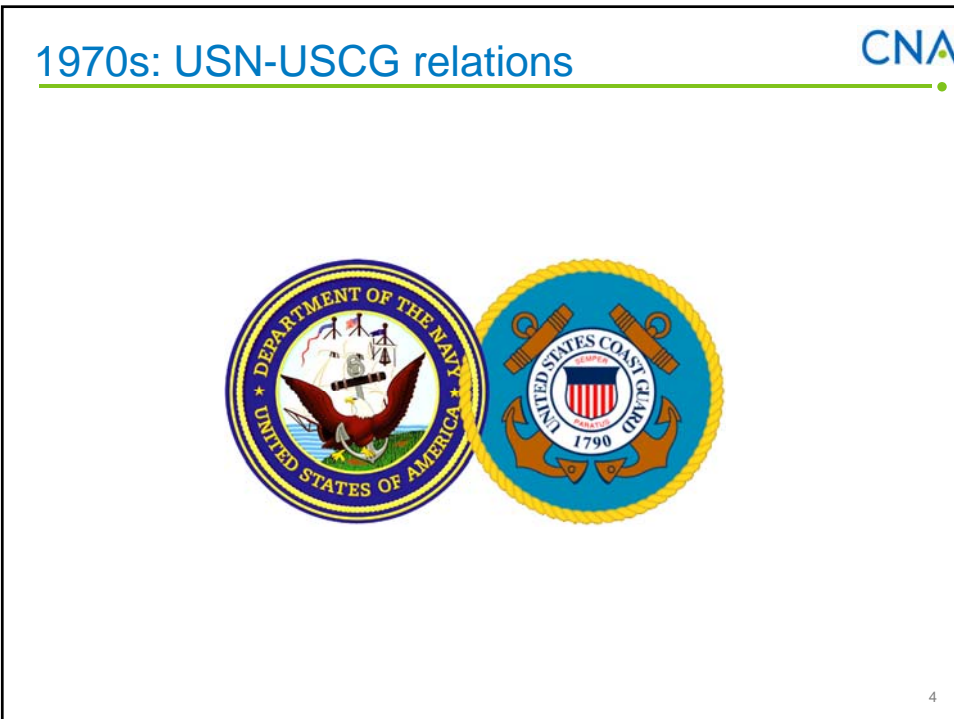 1970s: USN-USCG relations
CNA
DEPARTMENT OF THE NAVY
★ UNITED STATES OF AMERICA ★
UNITED STATES COAST GUARD
SEMPER
PARATUS
1790
4